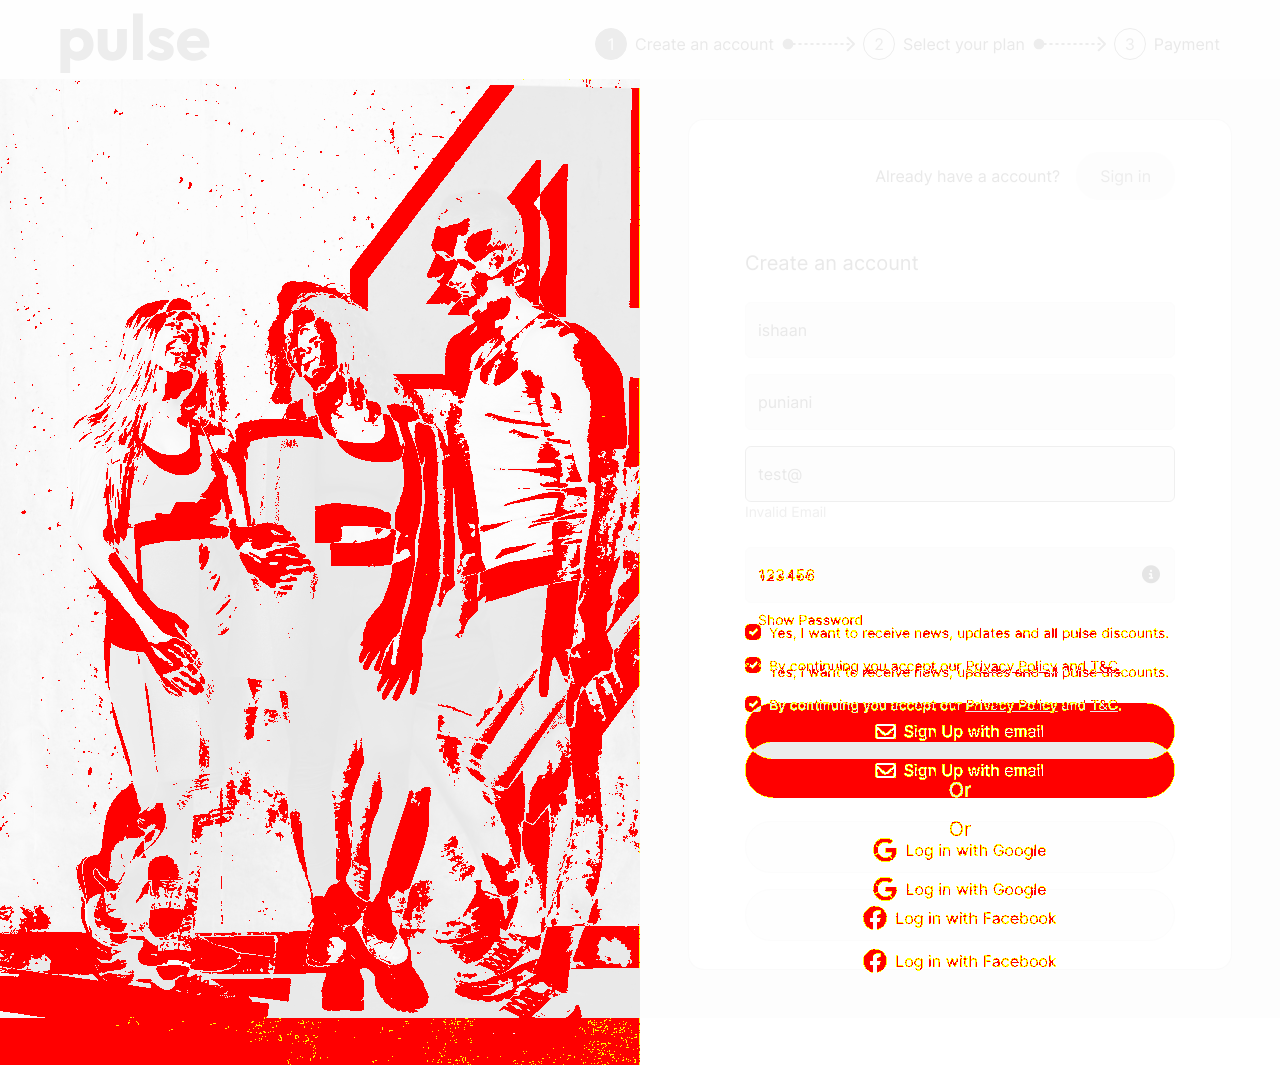 pulse
1 Create an account 2 Select your plan 3 Payment
Already have a account? Sign in
Create an account
ishaan
puniani
test@
Invalid Email
123456
Show Password
Yes, I want to receive news, updates and all pulse discounts.
By continuing you accept our Privacy Policy and T&C.
Yes, I want to receive news, updates and all pulse discounts.
By continuing you accept our Privacy Policy and T&C.
Sign Up with email
Sign Up with email
Or
Or
Log in with Google
Log in with Google
Log in with Facebook
Log in with Facebook